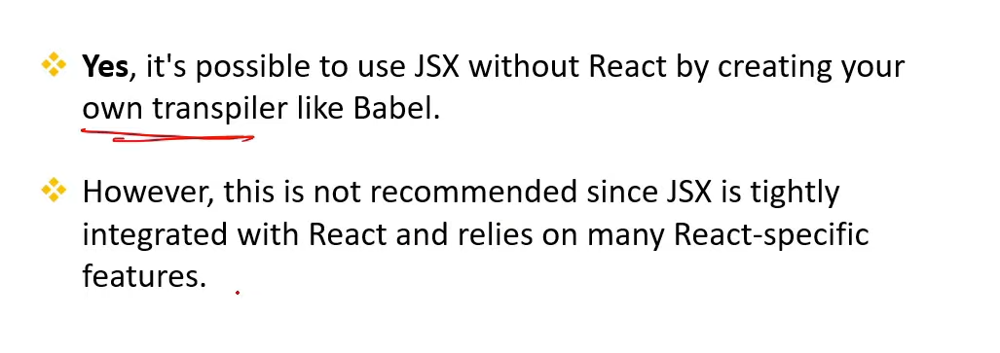 Yes, it's possible to use JSX without React by creating your
own transpiler like Babel.
However, this is not recommended since JSX is tightly
integrated with React and relies on many React-specific
features.